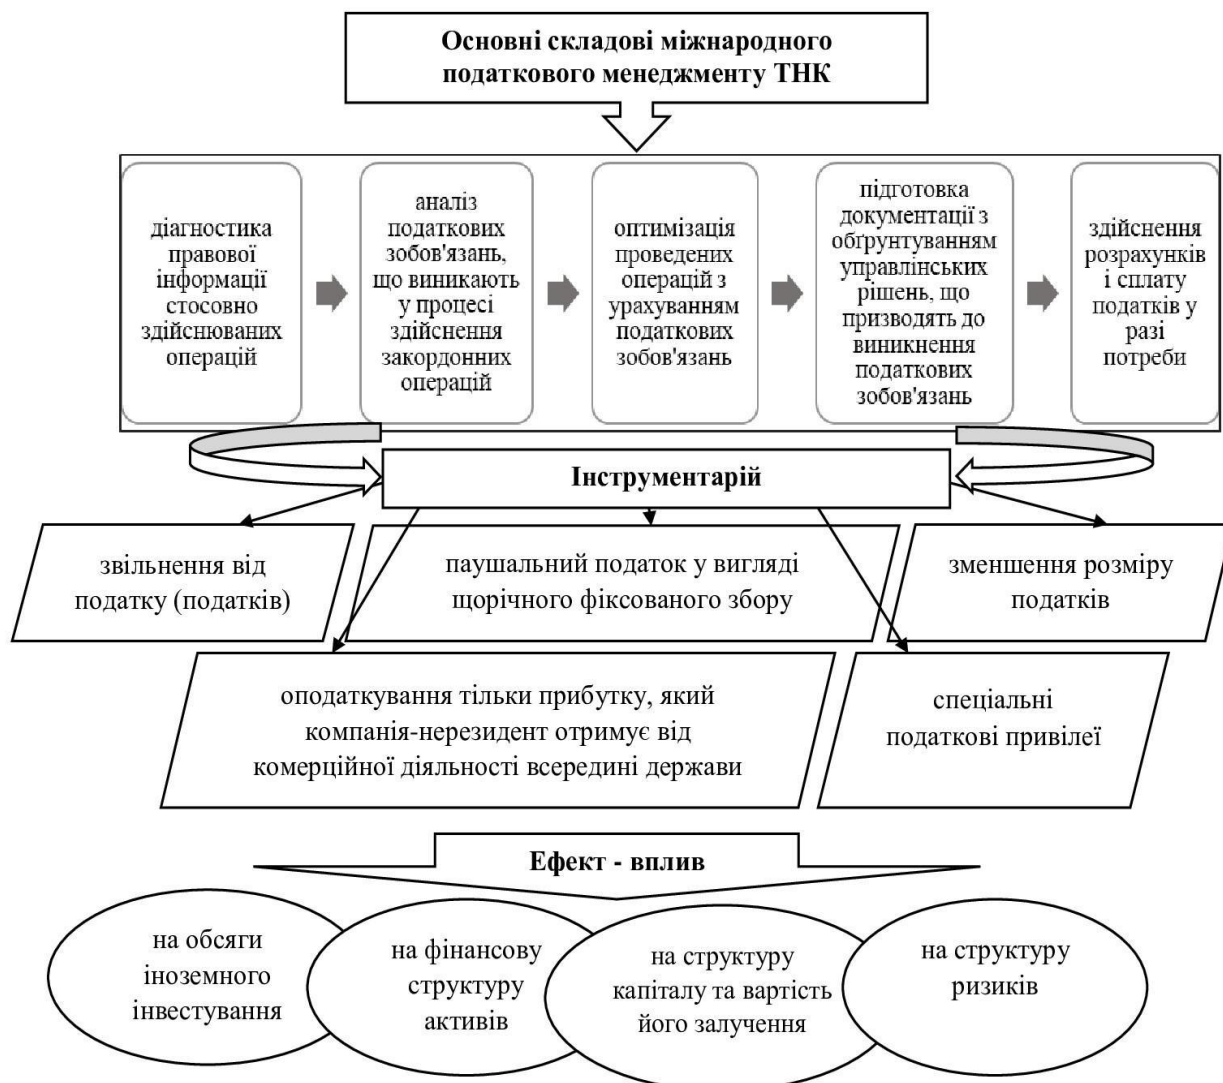 Основні складові міжнародного
податкового менеджменту ТНК
діагностика
правової
інформації
стосовно
здійснюваних
операцій
аналіз
податкових
зобов'язань,
що виникають
у процесі
здійснення
закордонних
операцій
оптимізація
проведених
операцій з
урахуванням
податкових
зобов'язань
підготовка
документації з
обґрунтуванням
управлінських
рішень, що
призводять до
виникнення
податкових
зобов'язань
здійснення
розрахунків
і сплату
податків у
разі
потреби
Інструментарій
звільнення від
податку (податків)
паушальний податок у вигляді
щорічного фіксованого збору
зменшення розміру
податків
оподаткування тільки прибутку, який
компанія-нерезидент отримує від
комерційної діяльності всередині держави
спеціальні
податкові привілеї
Ефект - вплив
на обсяги
іноземного
інвестування
на фінансову
структуру
активів
на структуру
капіталу та вартість
його залучення
на структуру
ризиків